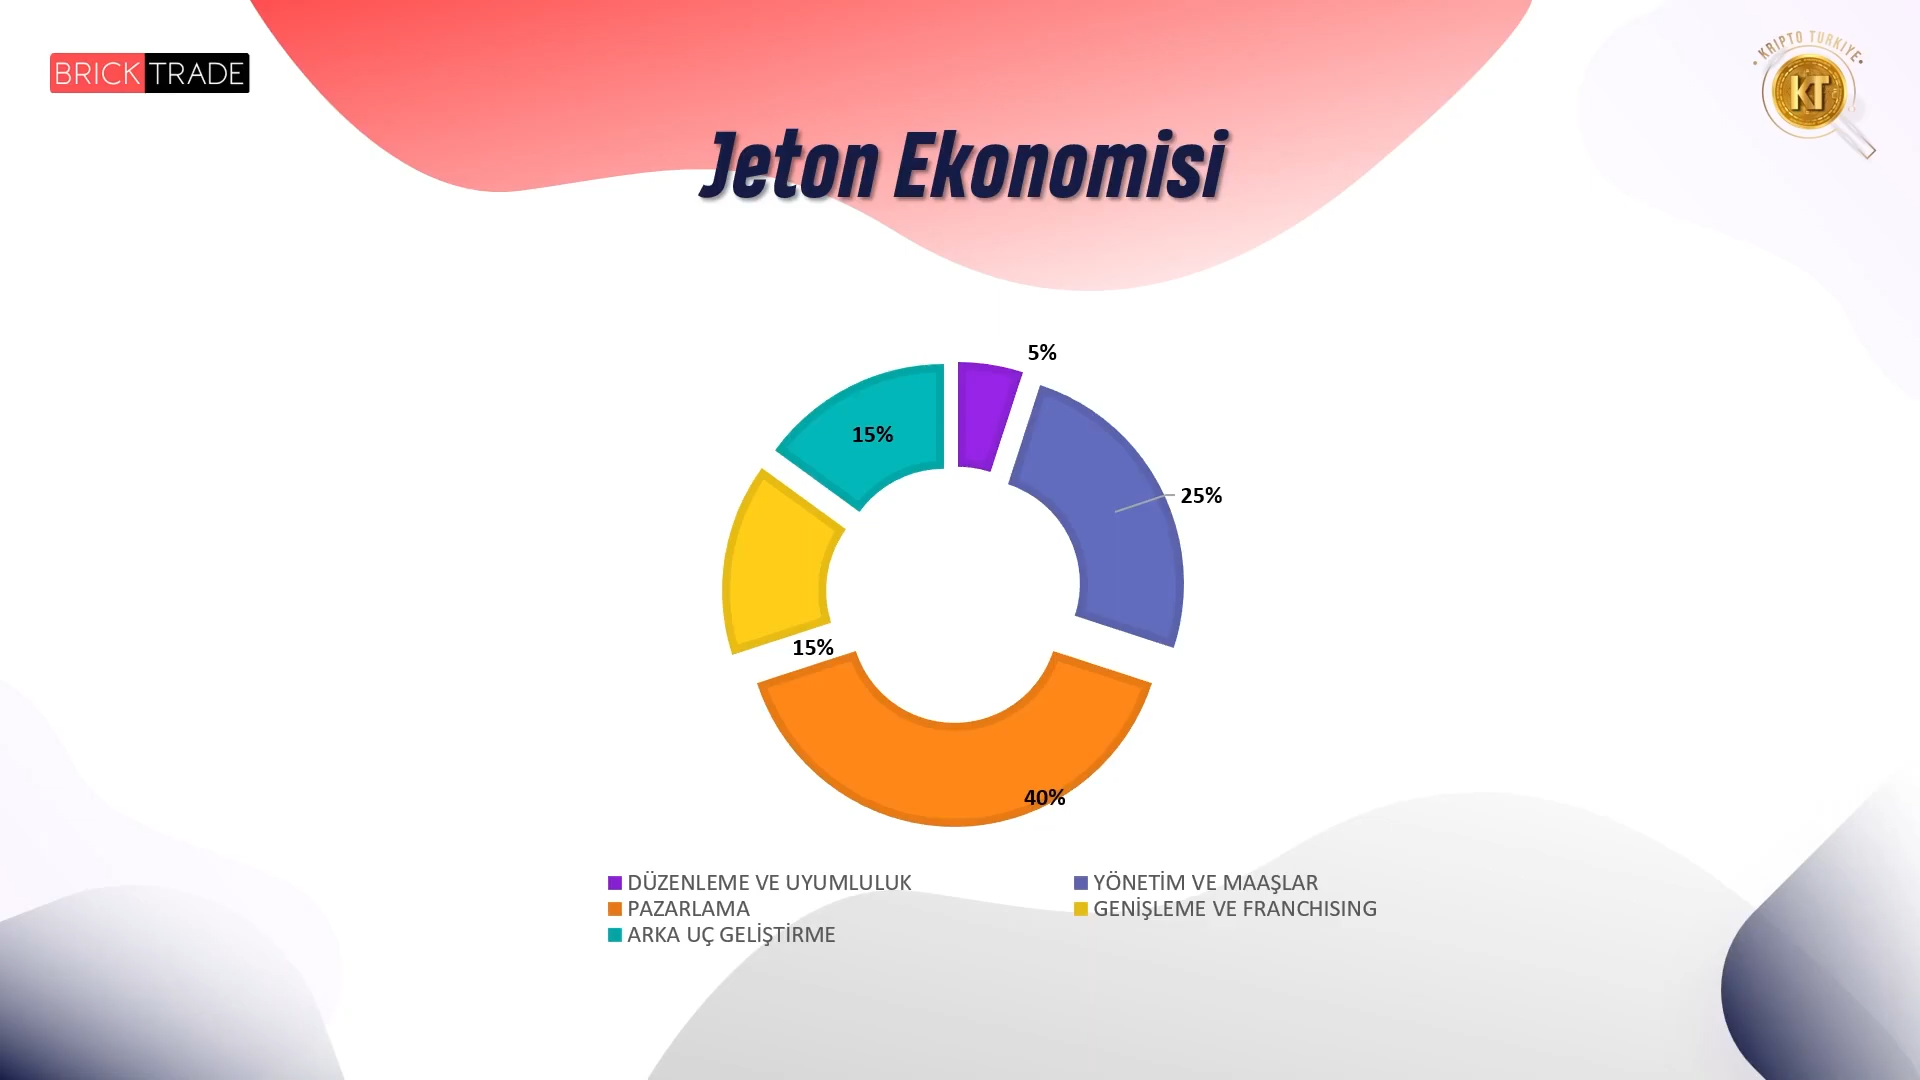 BRICK TRADE
KRIPTO TURKIYE
KT
Jeton Ekonomisi
5%
15%
25%
15%
40%
DÜZENLEME VE UYUMLULUK
YÖNETİM VE MAAŞLAR
PAZARLAMA
GENİŞLEME VE FRANCHISING
ARKA UÇ GELİŞTİRME